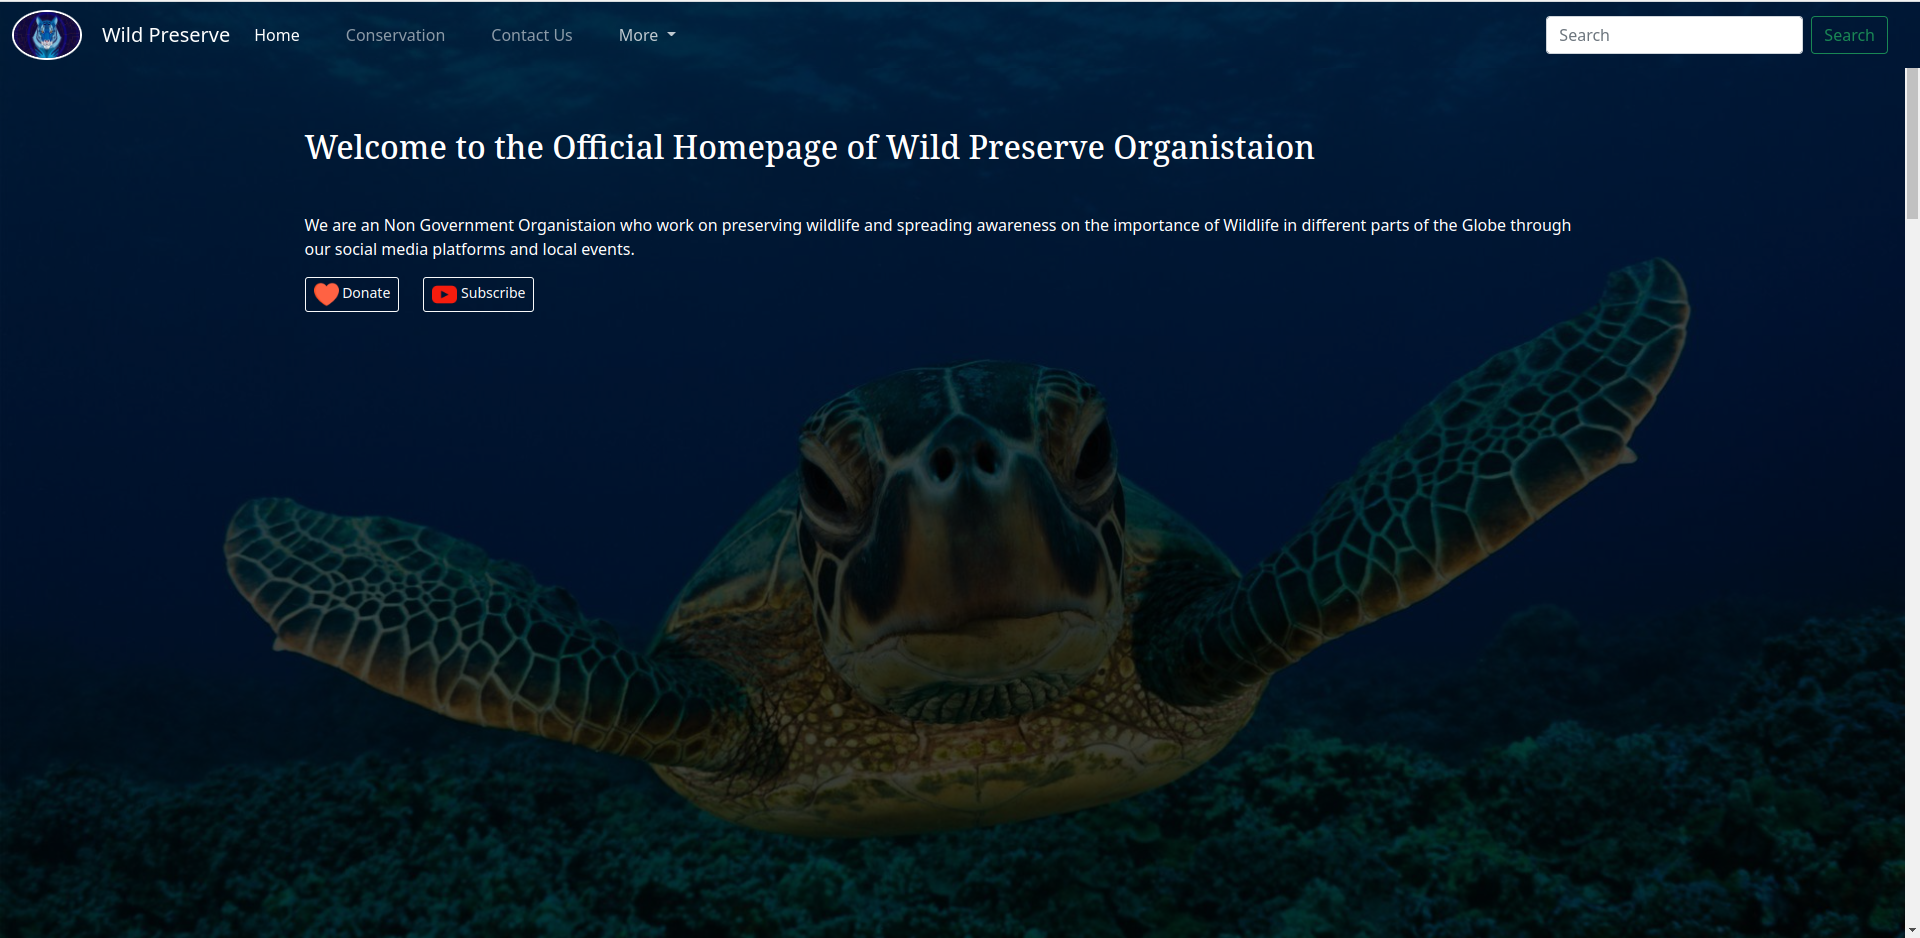 Wild Preserve Home Conservation Contact Us More Search Search
Welcome to the Official Homepage of Wild Preserve Organistaion
We are an Non Government Organistaion who work on preserving wildlife and spreading awareness on the importance of Wildlife in different parts of the Globe through
our social media platforms and local events.
Donate Subscribe